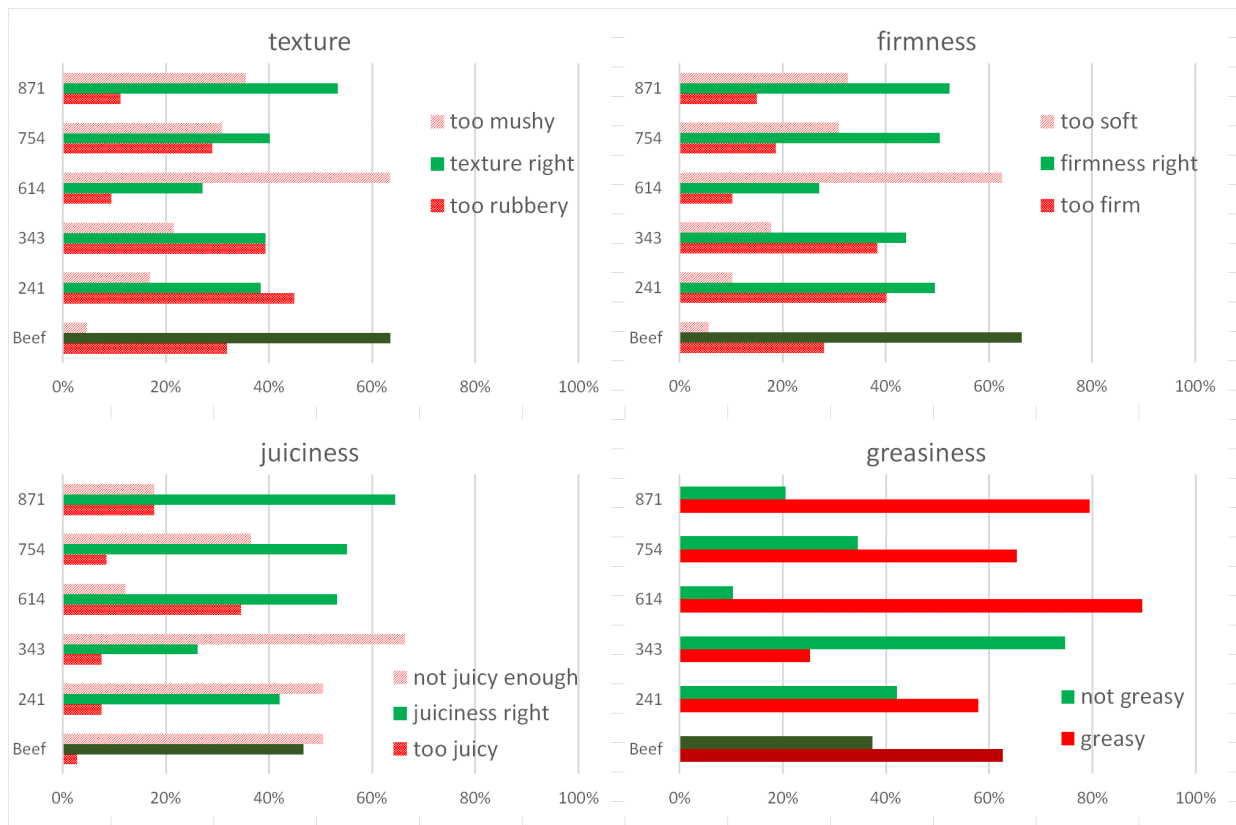 texture
871
754
614
343
241
Beef
0% 20% 40% 60% 80% 100%
too mushy
texture right
too rubbery
firmness
871
754
614
343
241
Beef
0% 20% 40% 60% 80% 100%
too soft
firmness right
too firm
juiciness
871
754
614
343
241
Beef
0% 20% 40% 60% 80% 100%
not juicy enough
juiciness right
too juicy
greasiness
871
754
614
343
241
Beef
0% 20% 40% 60% 80% 100%
not greasy
greasy